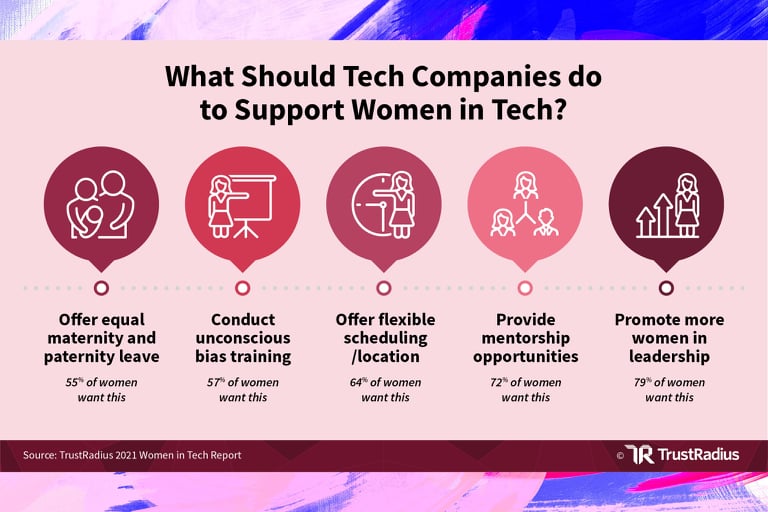 What Should Tech Companies do
to Support Women in Tech?
Offer equal
maternity and
paternity leave
55% of women
want this
Conduct
unconscious
bias training
57% of women
want this
Offer flexible
scheduling
/location
64% of women
want this
Provide
mentorship
opportunities
72% of women
want this
Promote more
women in
leadership
79% of women
want this
Source: TrustRadius 2021 Women in Tech Report
© TR TrustRadius